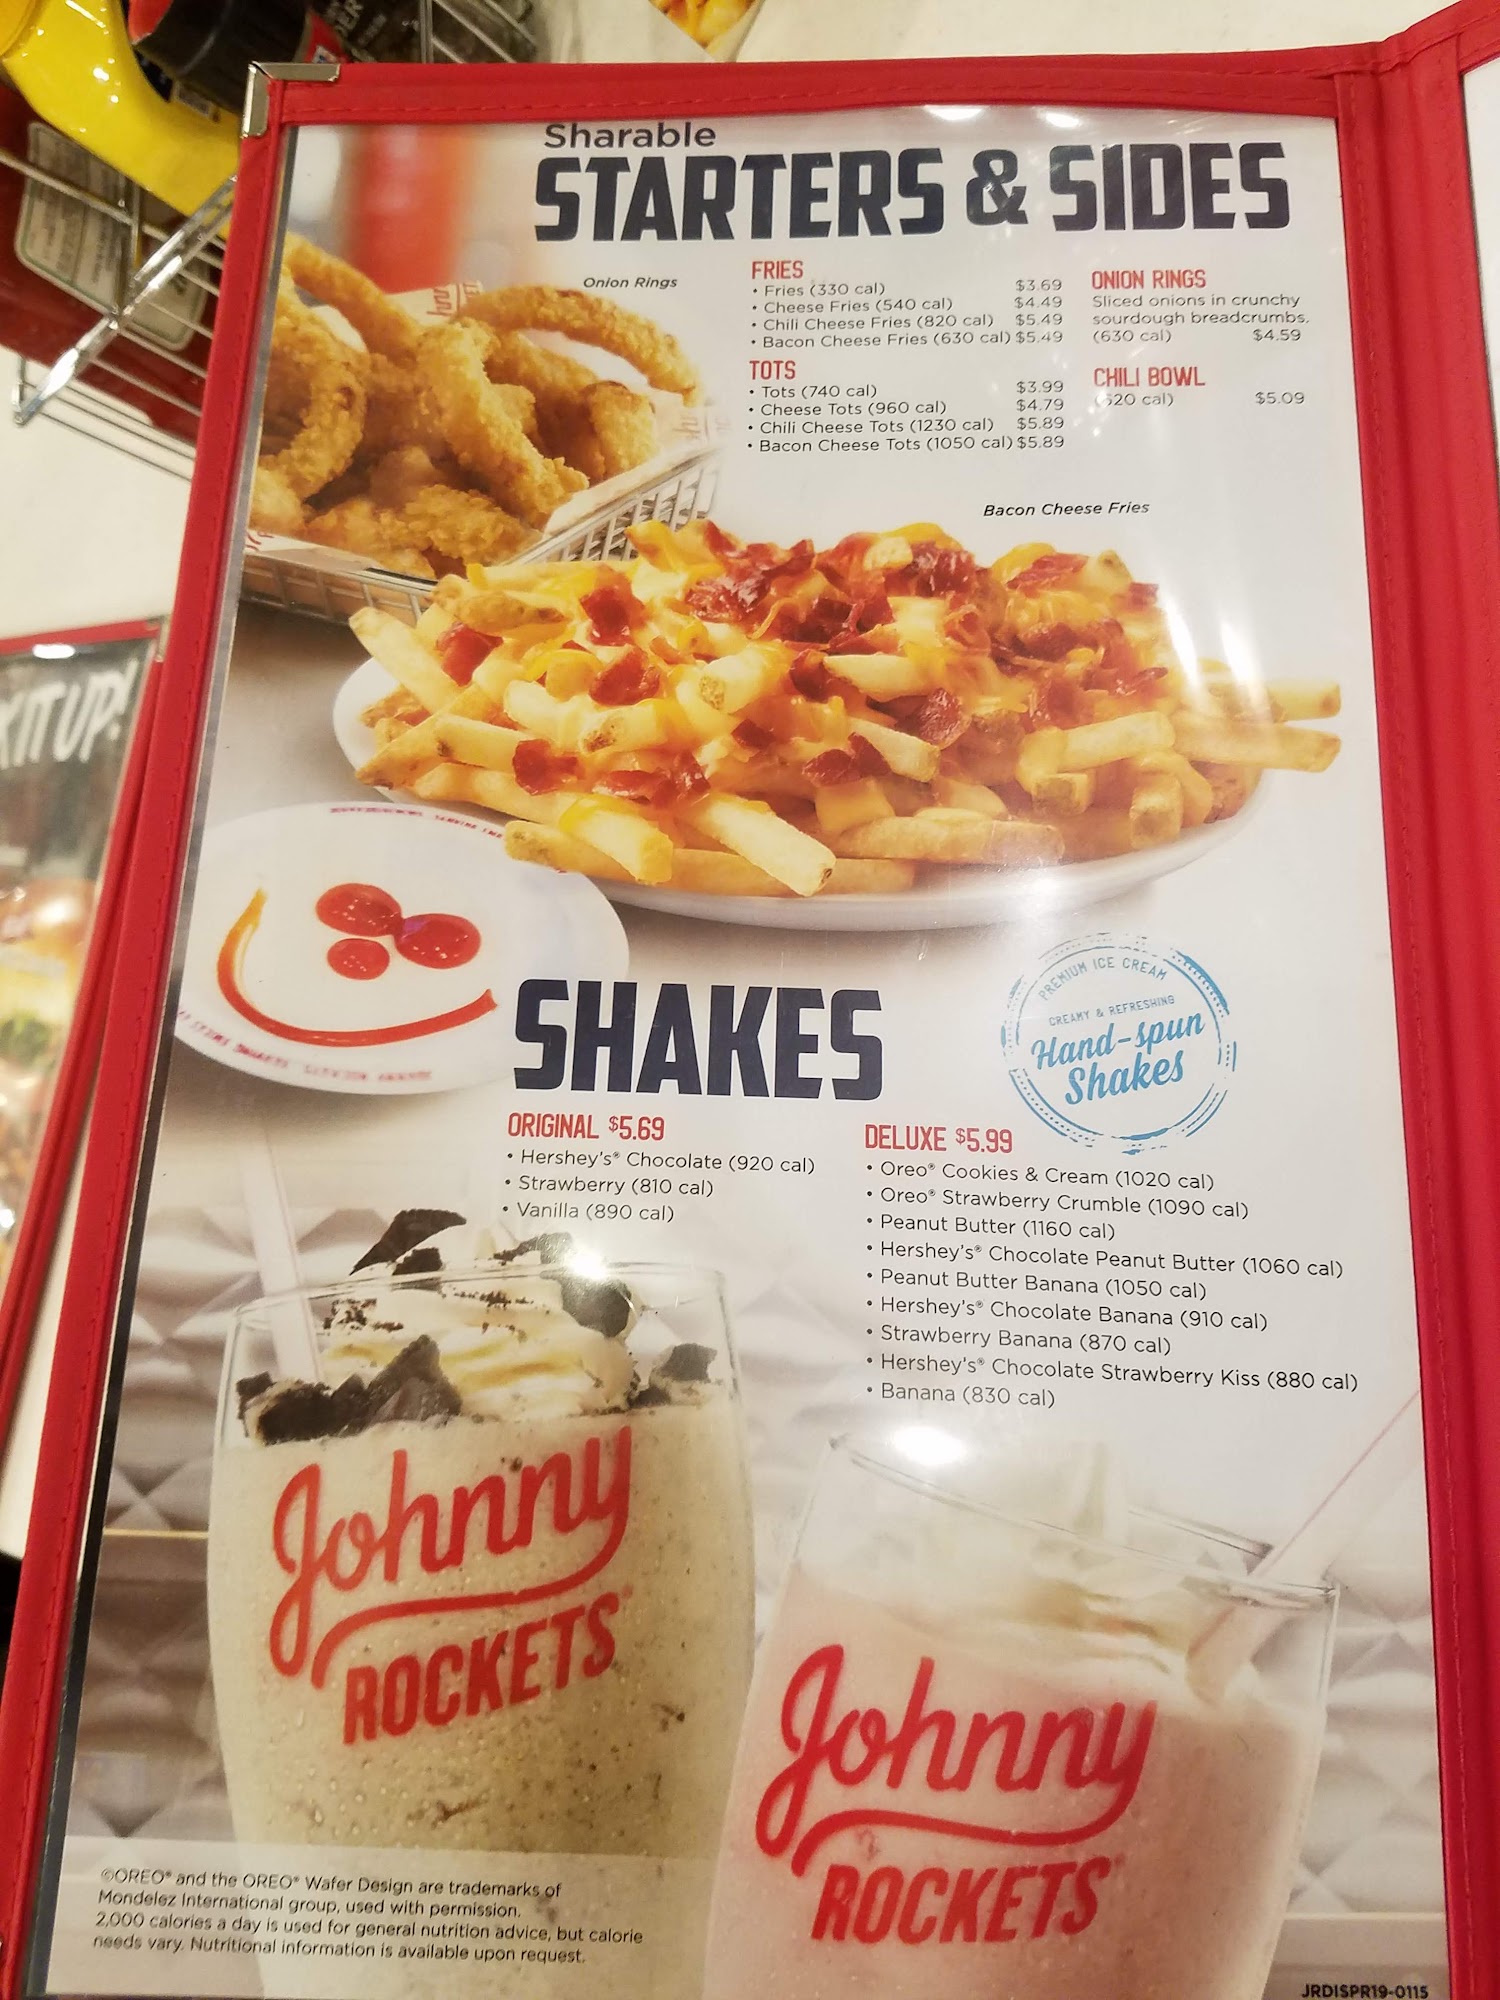 Sharable
STARTERS & SIDES
Onion Rings
FRIES
• Fries (330 cal) $3.69
• Cheese Fries (540 cal) $4.49
• Chili Cheese Fries (820 cal) $5.49
• Bacon Cheese Fries (630 cal) $5.49
TOTS
• Tots (740 cal) $3.99
• Cheese Tots (960 cal) $4.79
• Chili Cheese Tots (1230 cal) $5.89
• Bacon Cheese Tots (1050 cal) $5.89
ONION RINGS
Sliced onions in crunchy
sourdough breadcrumbs.
(630 cal) $4.59
CHILI BOWL
cal) $5.09
Bacon Cheese Fries
XIT UP!
SHAKES
PREMIUM ICE CREAM
CREAMY & REFRESHING
Hand-spun
Shakes
ORIGINAL $5.69
• Hershey's® Chocolate (920 cal)
• Strawberry (810 cal)
• Vanilla (890 cal)
DELUXE $5.99
• Oreo® Cookies & Cream (1020 cal)
• Oreo® Strawberry Crumble (1090 cal)
• Peanut Butter (1160 cal)
• Hershey's® Chocolate Peanut Butter (1060 cal)
• Peanut Butter Banana (1050 cal)
• Hershey's® Chocolate Banana (910 cal)
• Strawberry Banana (870 cal)
• Hershey's® Chocolate Strawberry Kiss (880 cal)
• Banana (830 cal)
Johnny
ROCKETS®
Johnny
ROCKETS®
©OREO® and the OREO® Wafer Design are trademarks of
Mondelez International group, used with permission.
2,000 calories a day is used for general nutrition advice, but calorie
needs vary. Nutritional information is available upon request.
JRDISPR19-0115